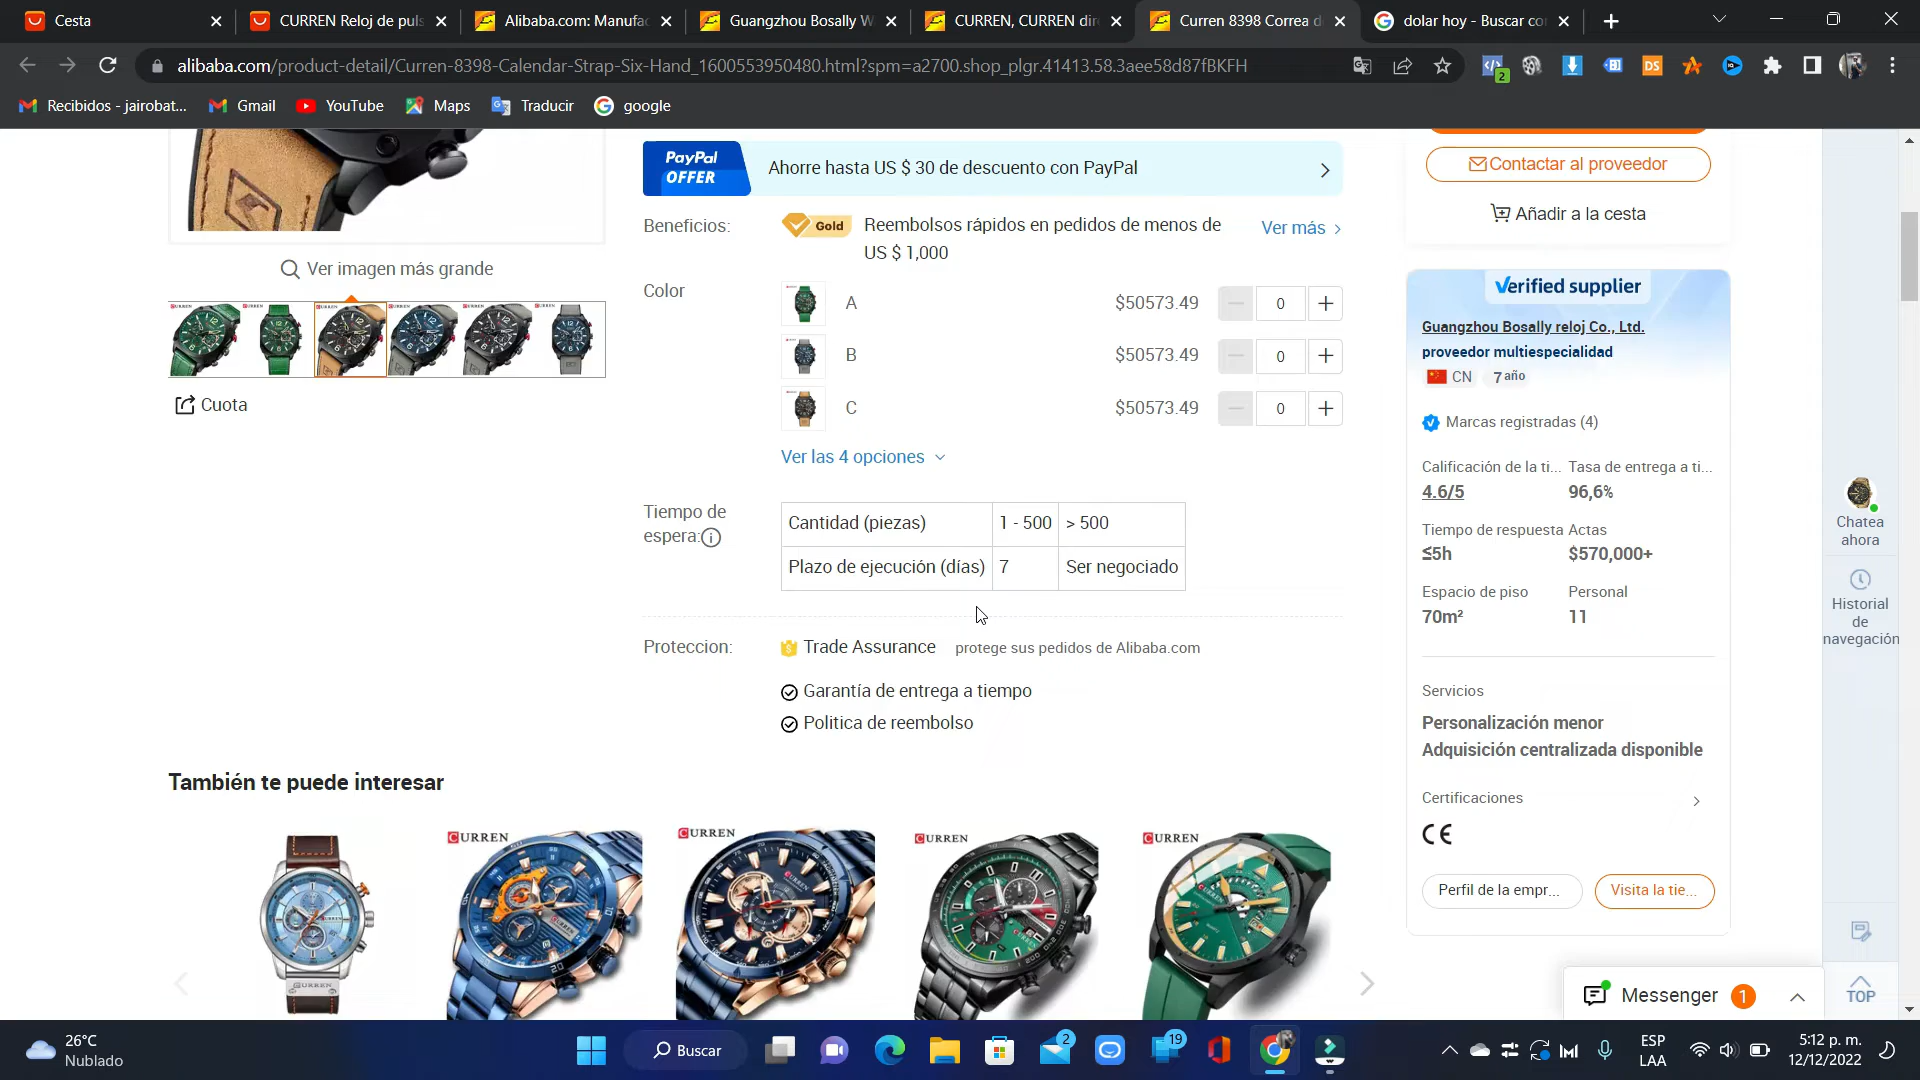 Cesta
CURREN Reloj de puls
Alibaba.com: Manufac
Guangzhou Bosally W
CURREN, CURREN dir
Curren 8398 Correa d
dolar hoy - Buscar co
alibaba.com/product-detail/Curren-8398-Calendar-Strap-Six-Hand_1600553950480.html?spm=a2700.shop_plgr.41413.58.3aee58d87fBKFH
2
DS
Recibidos - jairobat...
Gmail
YouTube
Maps
Traducir
google
PayPal
OFFER
Ahorre hasta US $ 30 de descuento con PayPal
Contactar al proveedor
Añadir a la cesta
Beneficios:
Gold
Reembolsos rápidos en pedidos de menos de
US $ 1,000
Ver más
Ver imagen más grande
Color
A
$50573.49
0
B
$50573.49
0
C
$50573.49
0
Ver las 4 opciones
Cuota
Verified supplier
Guangzhou Bosally reloj Co., Ltd.
proveedor multiespecialidad
CN
7 año
Marcas registradas (4)
Calificación de la ti...
Tasa de entrega a ti...
4.6/5
96,6%
Tiempo de respuesta
Actas
≤5h
$570,000+
Espacio de piso
Personal
70m²
11
Servicios
Personalización menor
Adquisición centralizada disponible
Certificaciones
CE
Perfil de la empr...
Visita la tie...
Tiempo de
espera:
Cantidad (piezas)
1 - 500
> 500
Plazo de ejecución (días)
7
Ser negociado
Proteccion:
Trade Assurance
protege sus pedidos de Alibaba.com
Garantía de entrega a tiempo
Politica de reembolso
También te puede interesar
CURREN
CURREN
CURREN
CURREN
CURREN
Chatea
ahora
Historial
de
navegación
TOP
Messenger
1
26°C
Nublado
Buscar
2
19
ESP
LAA
5:12 p. m.
12/12/2022